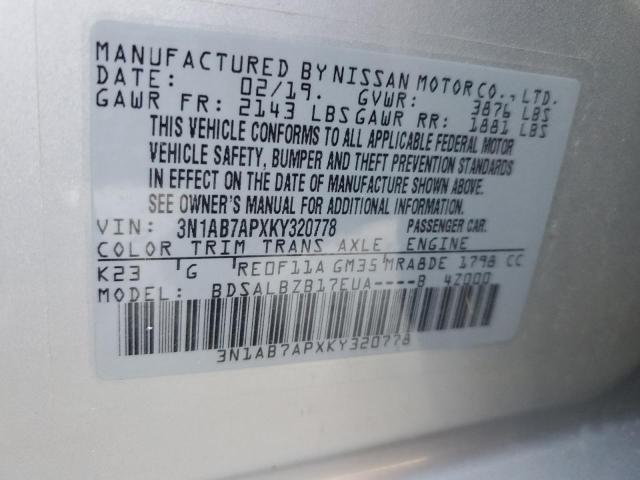 MANUFACTURED BY NISSAN MOTOR CO., LTD.
DATE: 02/19. GVWR: 3876 LBS
GAWR FR: 2143 LBS GAWR RR: 1881 LBS
THIS VEHICLE CONFORMS TO ALL APPLICABLE FEDERAL MOTOR
VEHICLE SAFETY, BUMPER AND THEFT PREVENTION STANDARDS
IN EFFECT ON THE DATE OF MANUFACTURE SHOWN ABOVE.
SEE OWNER'S MANUAL FOR ADDITIONAL INFORMATION.
VIN: 3N1AB7APXKY320778 PASSENGER CAR.
COLOR TRIM TRANS AXLE ENGINE
K23 G RE0F11A GM35 MRA8DE 1798 CC
MODEL: BDSALBZB17EUA----B 4Z000
3N1AB7APXKY320778